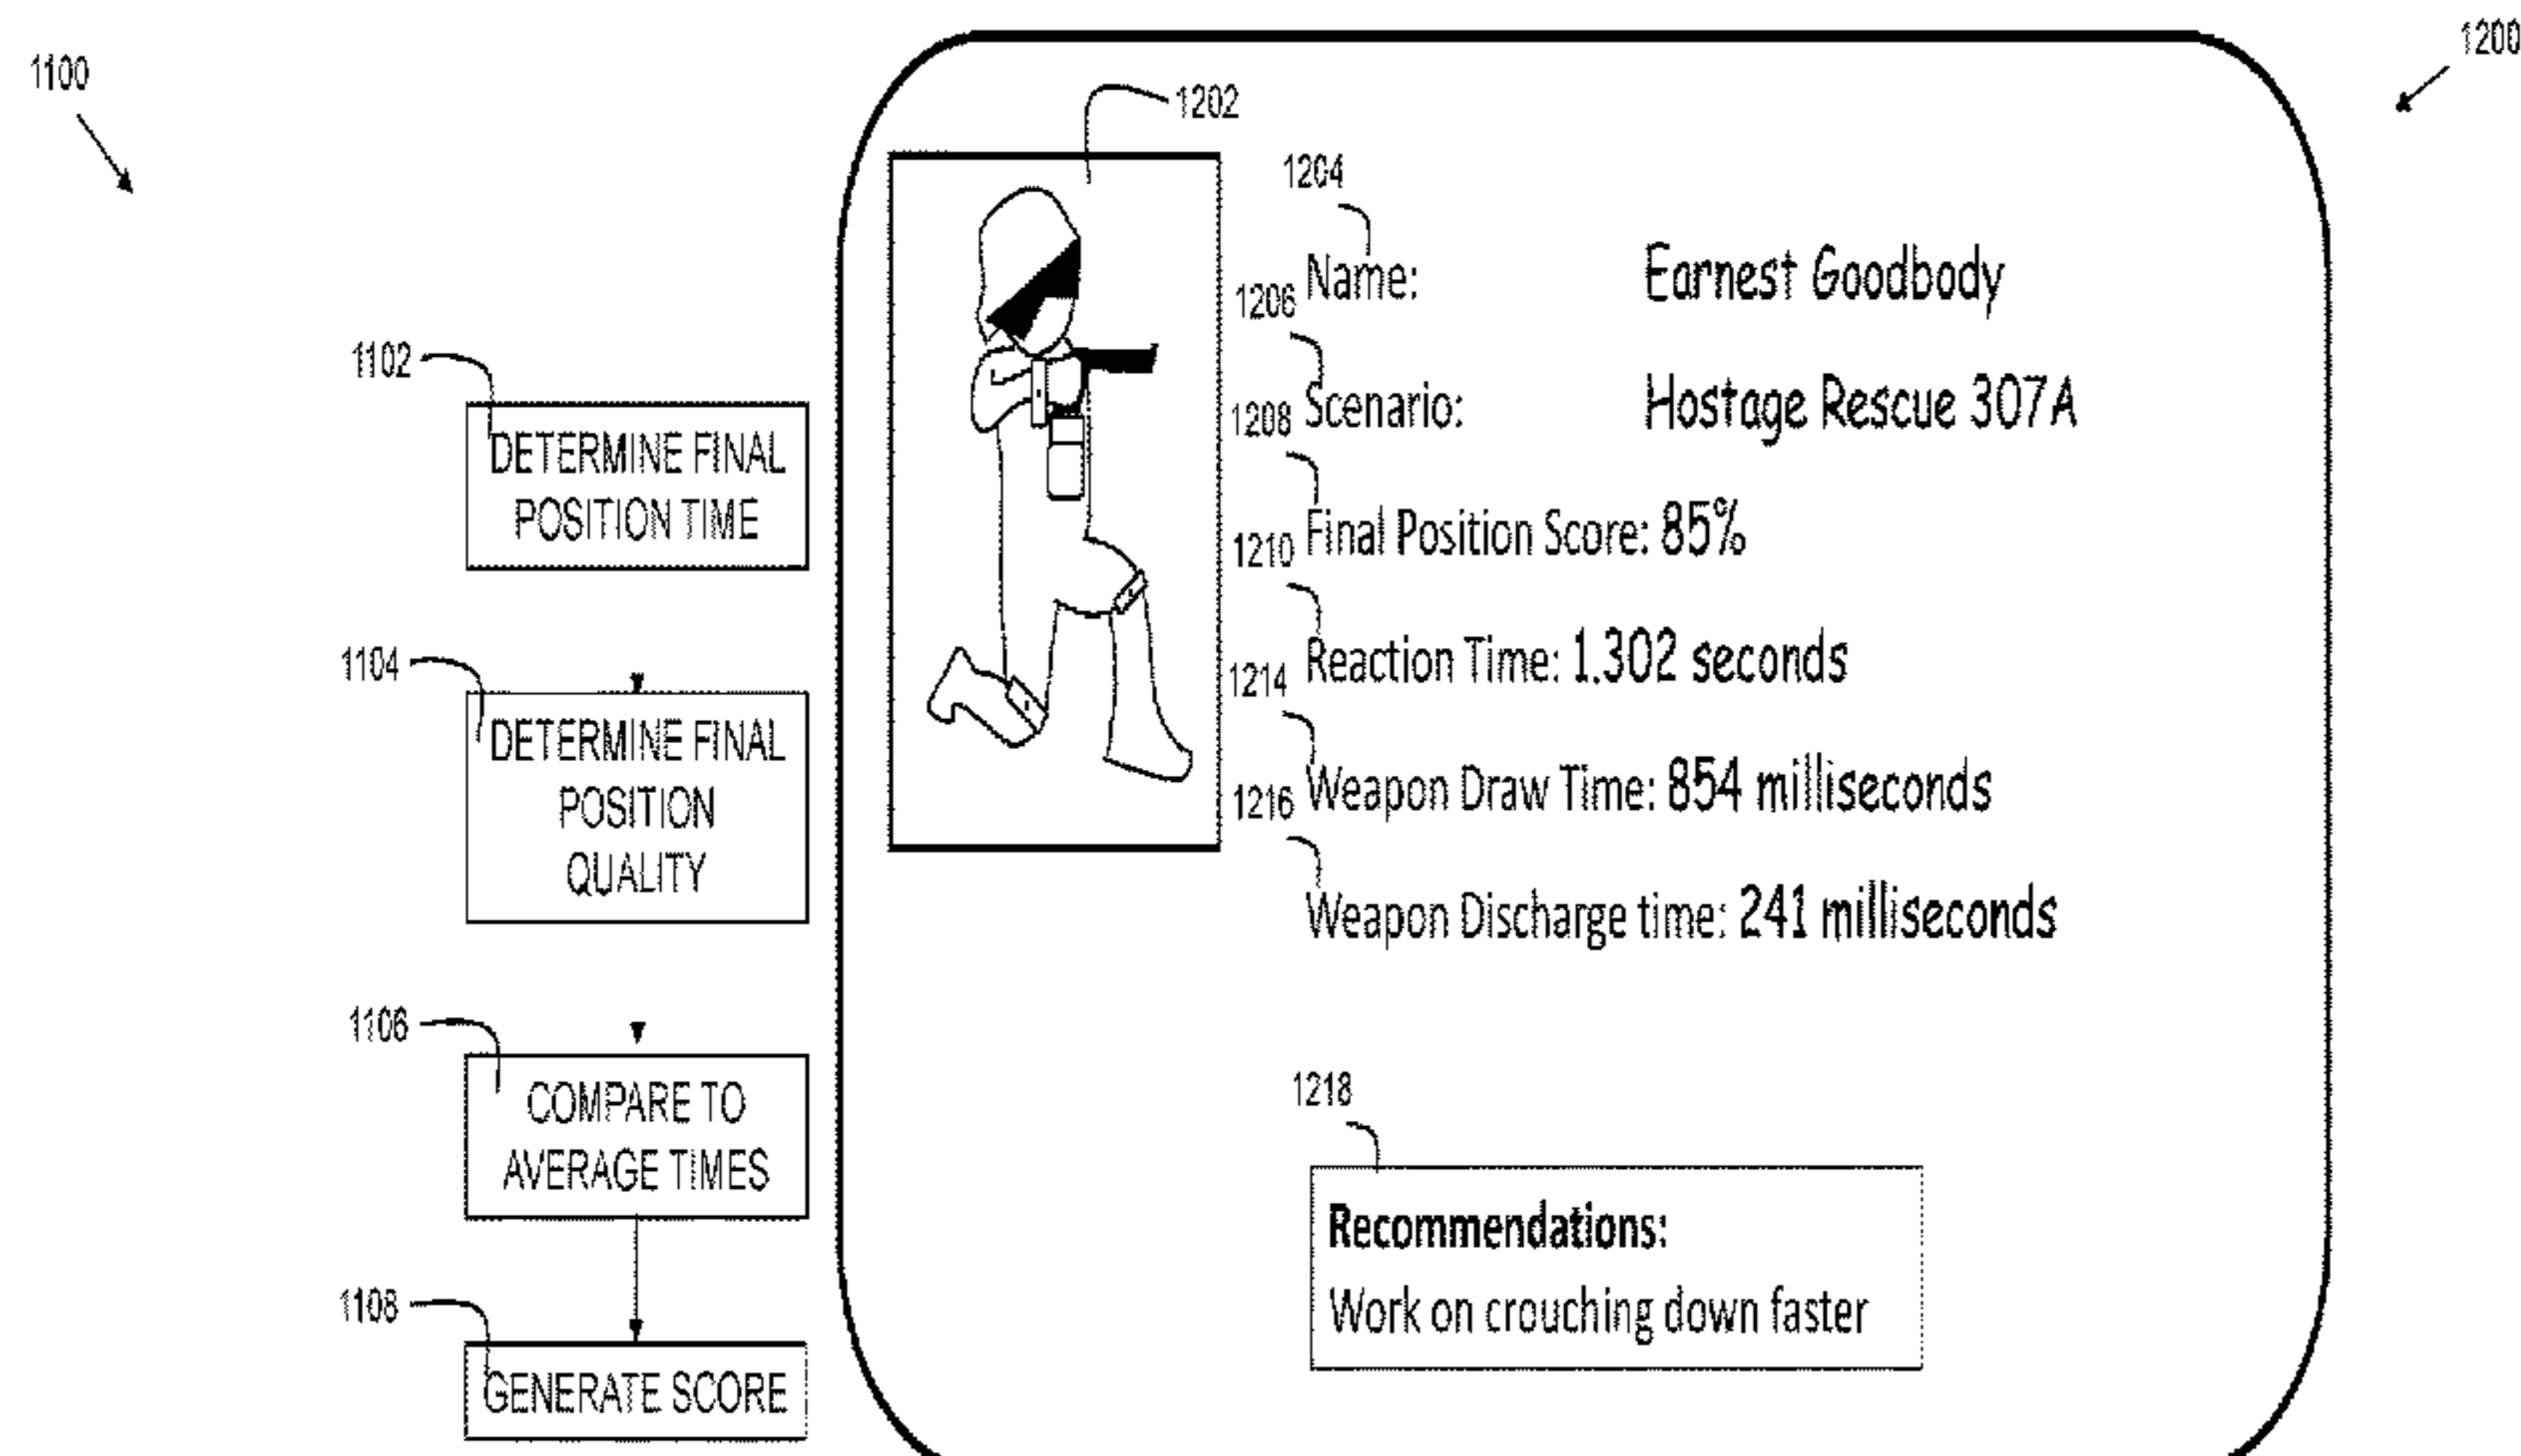 1100
1102
DETERMINE FINAL
POSITION TIME
1104
DETERMINE FINAL
POSITION
QUALITY
1106
COMPARE TO
AVERAGE TIMES
1108
GENERATE SCORE
1200
1202
1204
Name: Earnest Goodbody
1206
Scenario: Hostage Rescue 307A
1208
Final Position Score: 85%
1210
Reaction Time: 1.302 seconds
1214
Weapon Draw Time: 854 milliseconds
1216
Weapon Discharge time: 241 milliseconds
1218
Recommendations:
Work on crouching down faster